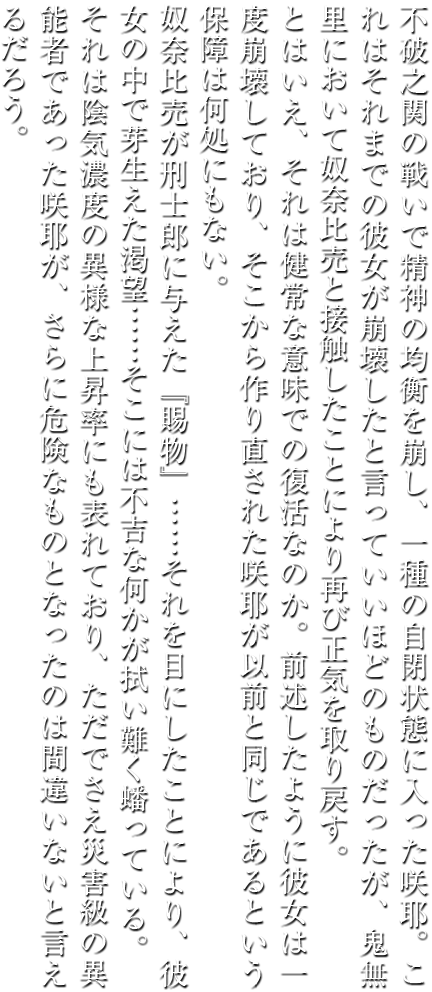 不破之関の戦いで精神の均衡を崩し、一種の自閉状態に入った咲耶。こ
れはそれまでの彼女が崩壊したと言っていいほどのものだったが、鬼無
里において奴奈比売と接触したことにより再び正気を取り戻す。
とはいえ、それは健常な意味での復活なのか。前述したように彼女は一
度崩壊しており、そこから作り直された咲耶が以前と同じであるという
保障は何処にもない。
奴奈比売が刑士郎に与えた『賜物』……それを目にしたことにより、彼
女の中で芽生えた渇望……そこには不吉な何かが拭い難く蟠っている。
それは陰気濃度の異様な上昇率にも表れており、ただでさえ災害級の異
能者であった咲耶が、さらに危険なものとなったのは間違いないと言え
るだろう。